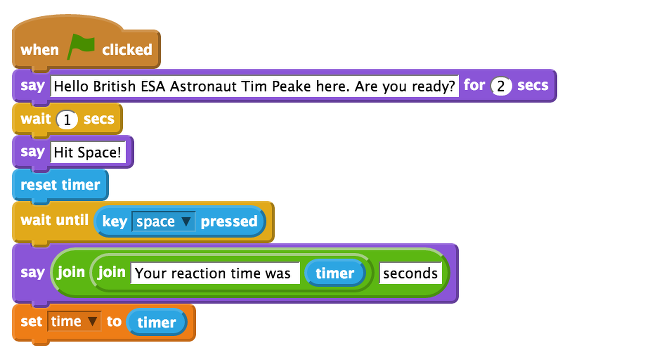 when clicked
say Hello British ESA Astronaut Tim Peake here. Are you ready? for 2 secs
wait 1 secs
say Hit Space!
reset timer
wait until key space pressed
say join join Your reaction time was timer seconds
set time to timer